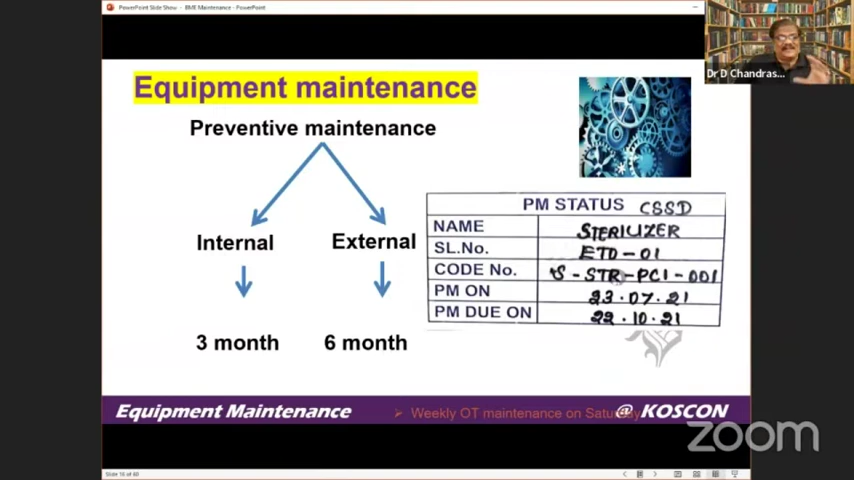 PowerPoint Slide Show - BME Maintenance - PowerPoint
Dr D Chandras...
Equipment maintenance
Preventive maintenance
Internal
External
3 month
6 month
PM STATUS CSSD
NAME STERILIZER
SL.No. ETO-01
CODE No. S-STR-PC1-001
PM ON 23.07.21
PM DUE ON 22.10.21
Equipment Maintenance
Weekly OT maintenance on Saturday
@ KOSCON
zoom